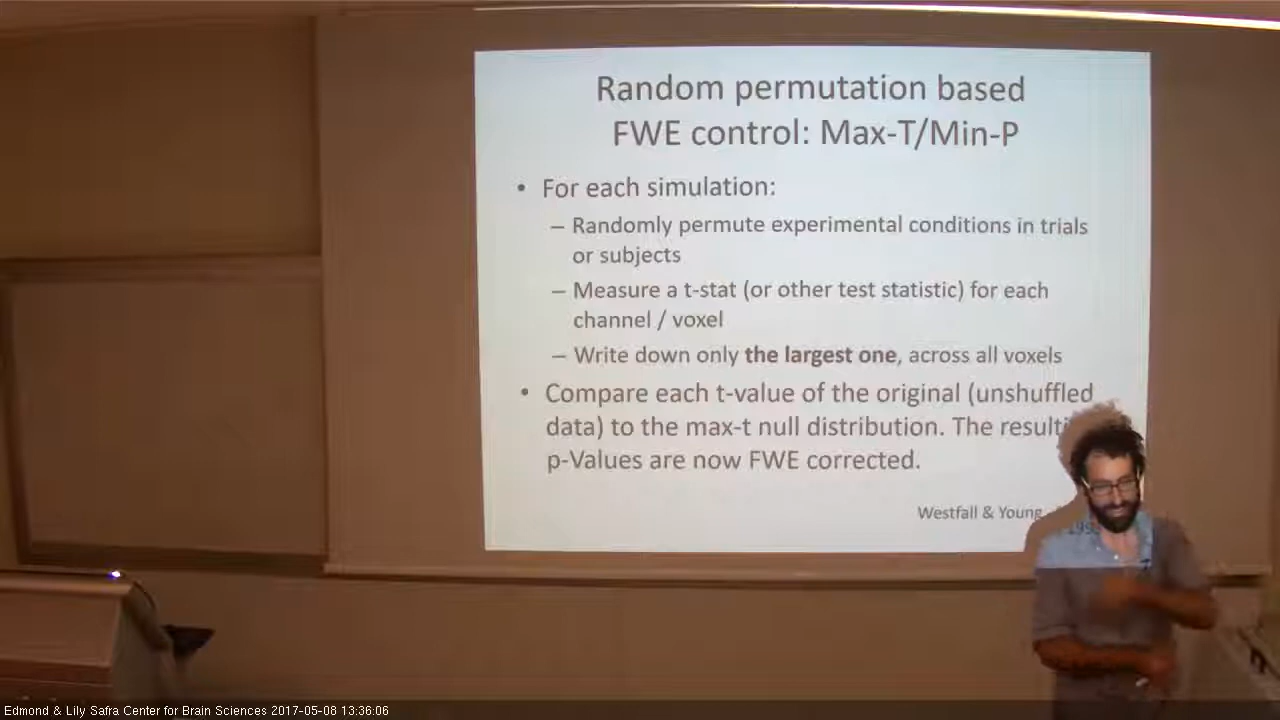 Random permutation based
FWE control: Max-T/Min-P
• For each simulation:
– Randomly permute experimental conditions in trials
or subjects
– Measure a t-stat (or other test statistic) for each
channel / voxel
– Write down only the largest one, across all voxels
• Compare each t-value of the original (unshuffled
data) to the max-t null distribution. The
p-Values are now FWE corrected.
Westfall & Young
Edmond & Lily Safra Center for Brain Sciences 2017-05-08 13:36:06